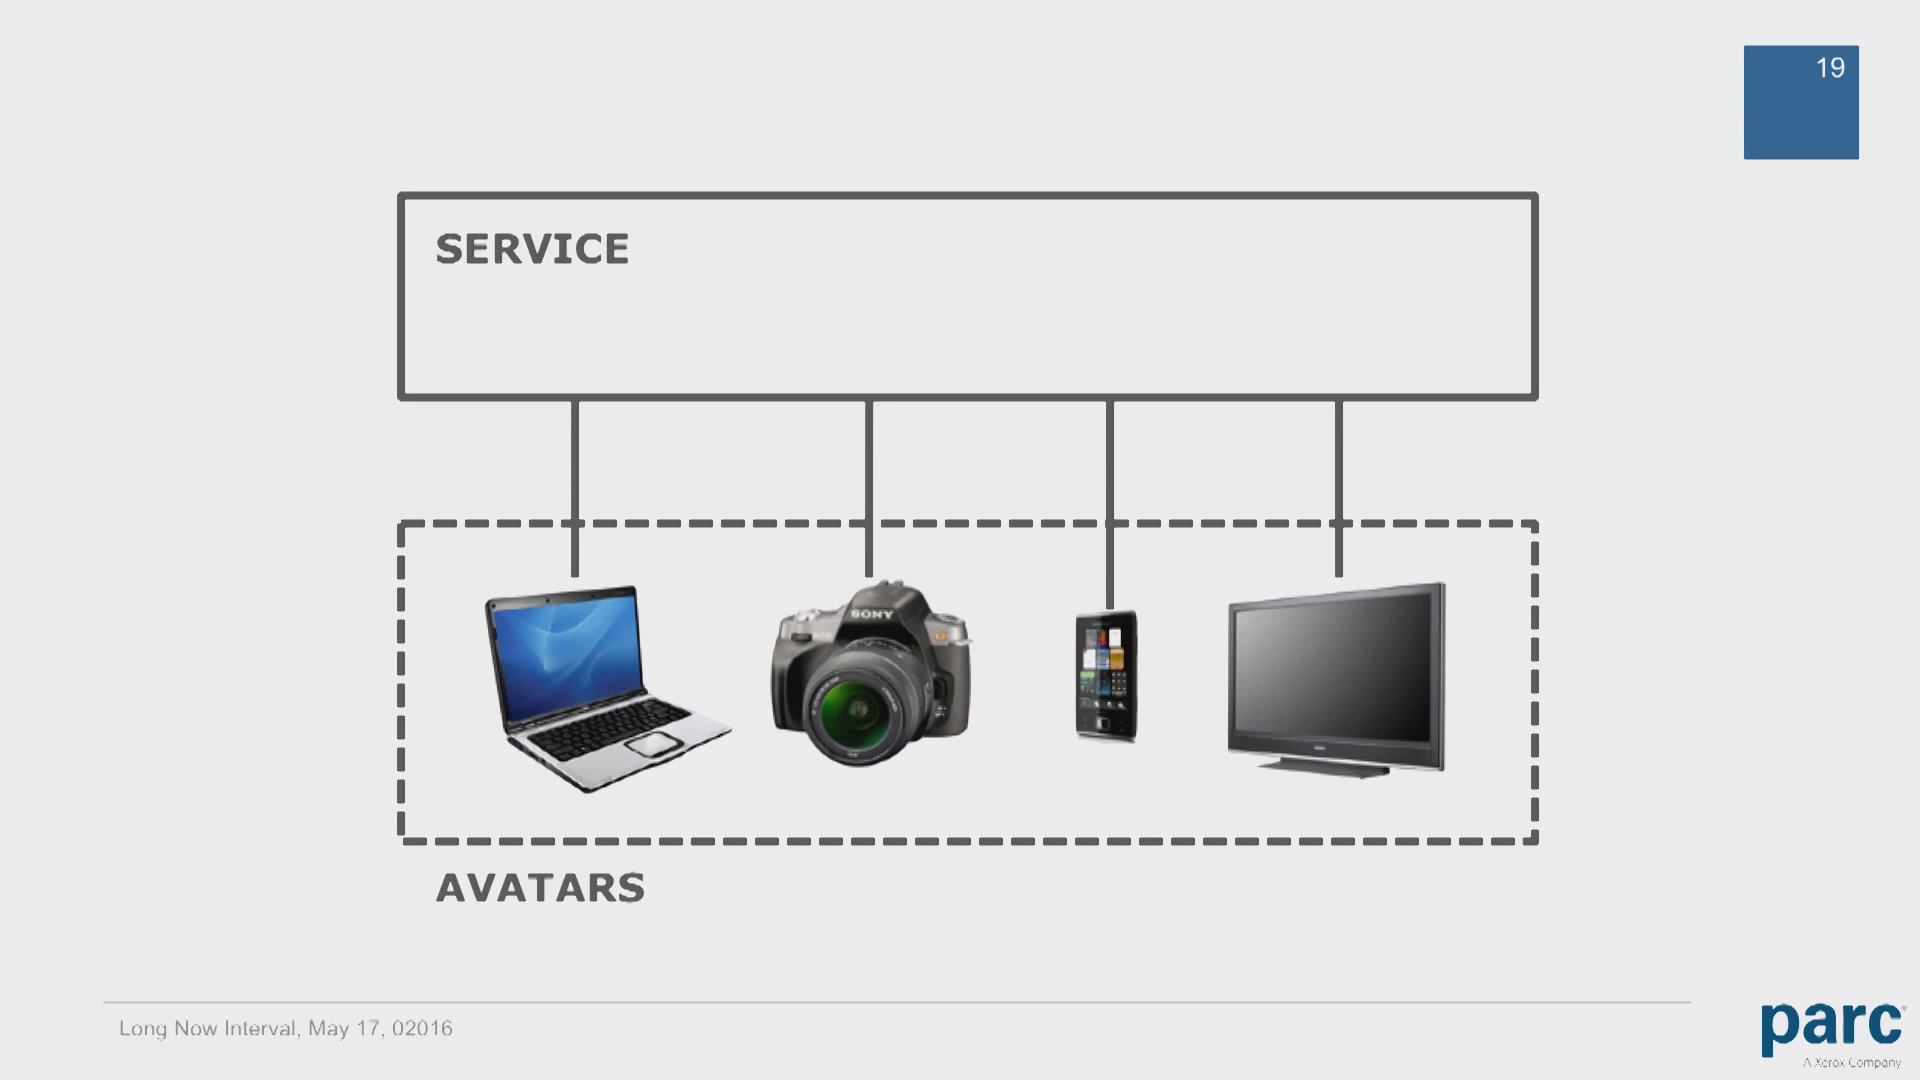 19
SERVICE
SONY
AVATARS
Long Now Interval, May 17, 02016
parc
A Xerox Company